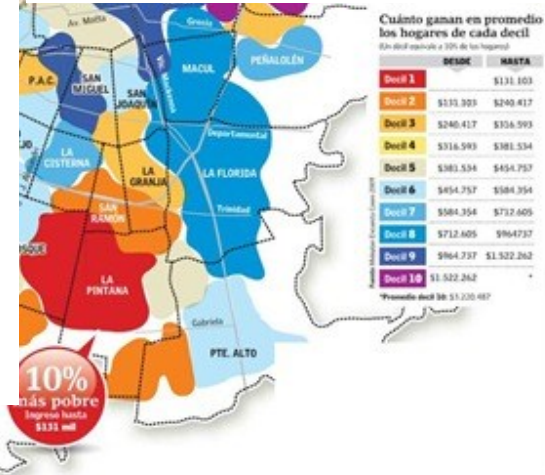 Cuánto ganan en promedio
los hogares de cada decil
(Un decil equivale a 10% de los hogares)
DESDE HASTA
Decil 1 $131.103
Decil 2 $131.103 $240.417
Decil 3 $240.417 $316.593
Decil 4 $316.593 $381.534
Decil 5 $381.534 $454.757
Decil 6 $454.757 $584.354
Decil 7 $584.354 $712.605
Decil 8 $712.605 $964737
Decil 9 $964.737 $1.522.262
Decil 10 $1.522.262 *
*Promedio decil 10: $3.220.487
Av. Matta
Grecia
Vic. Mackenna
MACUL
PEÑALOLÉN
P.A.C.
SAN
MIGUEL
SAN
JOAQUÍN
Departamental
LA
CISTERNA
LA
GRANJA
LA FLORIDA
SAN
RAMÓN
Trinidad
OSQUE
LA
PINTANA
Gabriela
PTE. ALTO
10%
más pobre
Ingreso hasta
$131 mil